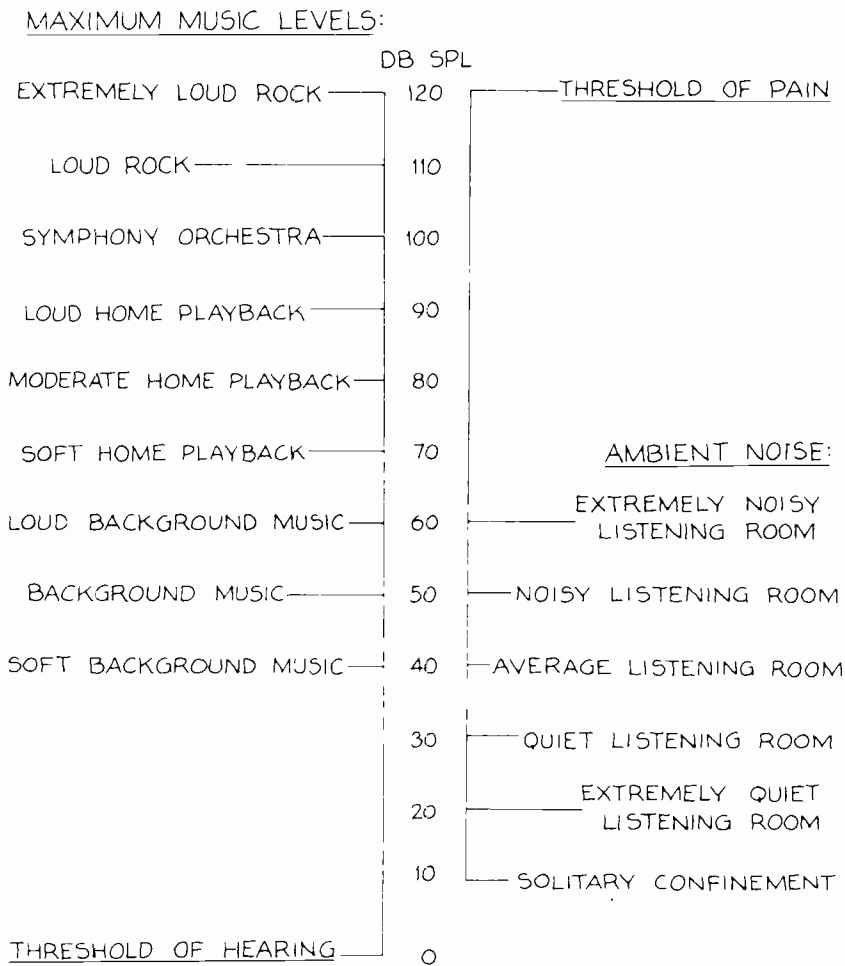 MAXIMUM MUSIC LEVELS:
DB SPL
EXTREMELY LOUD ROCK 120 THRESHOLD OF PAIN
LOUD ROCK 110
SYMPHONY ORCHESTRA 100
LOUD HOME PLAYBACK 90
MODERATE HOME PLAYBACK 80
SOFT HOME PLAYBACK 70 AMBIENT NOISE:
LOUD BACKGROUND MUSIC 60 EXTREMELY NOISY
LISTENING ROOM
BACKGROUND MUSIC 50 NOISY LISTENING ROOM
SOFT BACKGROUND MUSIC 40 AVERAGE LISTENING ROOM
30 QUIET LISTENING ROOM
20 EXTREMELY QUIET
LISTENING ROOM
10 SOLITARY CONFINEMENT
THRESHOLD OF HEARING 0